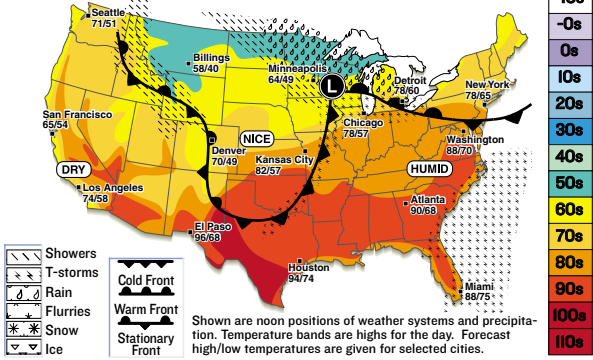 Seattle
71/51
Billings
58/40
Minneapolis
64/49
L
Detroit
78/60
New York
78/65
San Francisco
65/54
Chicago
78/57
Washington
88/70
NICE
Denver
70/49
Kansas City
82/57
DRY
HUMID
Los Angeles
74/58
Atlanta
90/68
El Paso
96/68
Houston
94/74
Miami
88/75
-0s
0s
10s
20s
30s
40s
50s
60s
70s
80s
90s
100s
110s
Showers
T-storms
Rain
Flurries
Snow
Ice
Cold Front
Warm Front
Stationary
Front
Shown are noon positions of weather systems and precipita-
tion. Temperature bands are highs for the day. Forecast
high/low temperatures are given for selected cities.